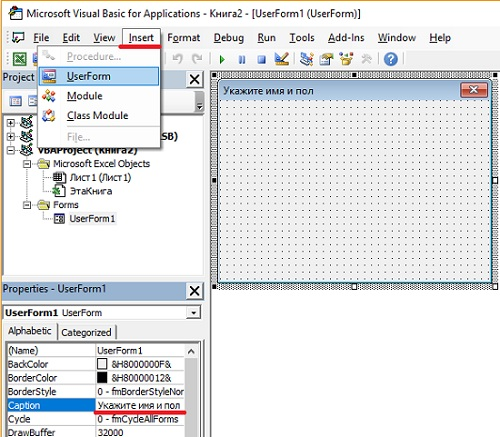 Microsoft Visual Basic for Applications - Книга2 - [UserForm1 (UserForm)]
File Edit View Insert Format Debug Run Tools Add-Ins Window Help
Procedure...
UserForm
Module
Class Module
File...
Project
SB)
VBAProject (Книга2)
Microsoft Excel Objects
Лист1 (Лист1)
ЭтаКнига
Forms
UserForm1
Укажите имя и пол
Properties - UserForm1
UserForm1 UserForm
Alphabetic Categorized
(Name) UserForm1
BackColor &H8000000F&
BorderColor &H80000012&
BorderStyle 0 - fmBorderStyleNor
Caption Укажите имя и пол
Cycle 0 - fmCycleAllForms
DrawBuffer 32000